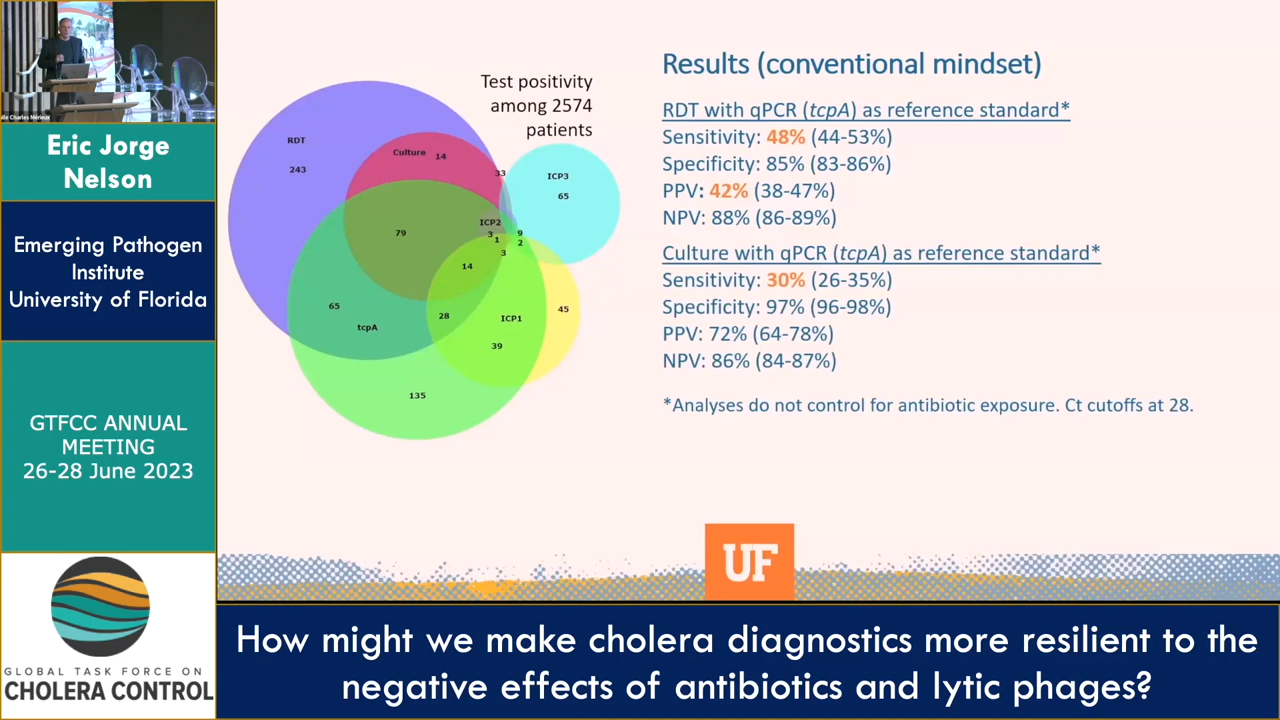 lle Charles Mérieux
Eric Jorge
Nelson
Emerging Pathogen
Institute
University of Florida
GTFCC ANNUAL
MEETING
26-28 June 2023
GLOBAL TASK FORCE ON
CHOLERA CONTROL
Test positivity
among 2574
patients
RDT
243
Culture 14
33
ICP3
65
ICP2
3
1
9
2
3
79
14
65
tcpA
28
ICP1
39
45
135
Results (conventional mindset)
RDT with qPCR (tcpA) as reference standard*
Sensitivity: 48% (44-53%)
Specificity: 85% (83-86%)
PPV: 42% (38-47%)
NPV: 88% (86-89%)
Culture with qPCR (tcpA) as reference standard*
Sensitivity: 30% (26-35%)
Specificity: 97% (96-98%)
PPV: 72% (64-78%)
NPV: 86% (84-87%)
*Analyses do not control for antibiotic exposure. Ct cutoffs at 28.
UF
How might we make cholera diagnostics more resilient to the
negative effects of antibiotics and lytic phages?